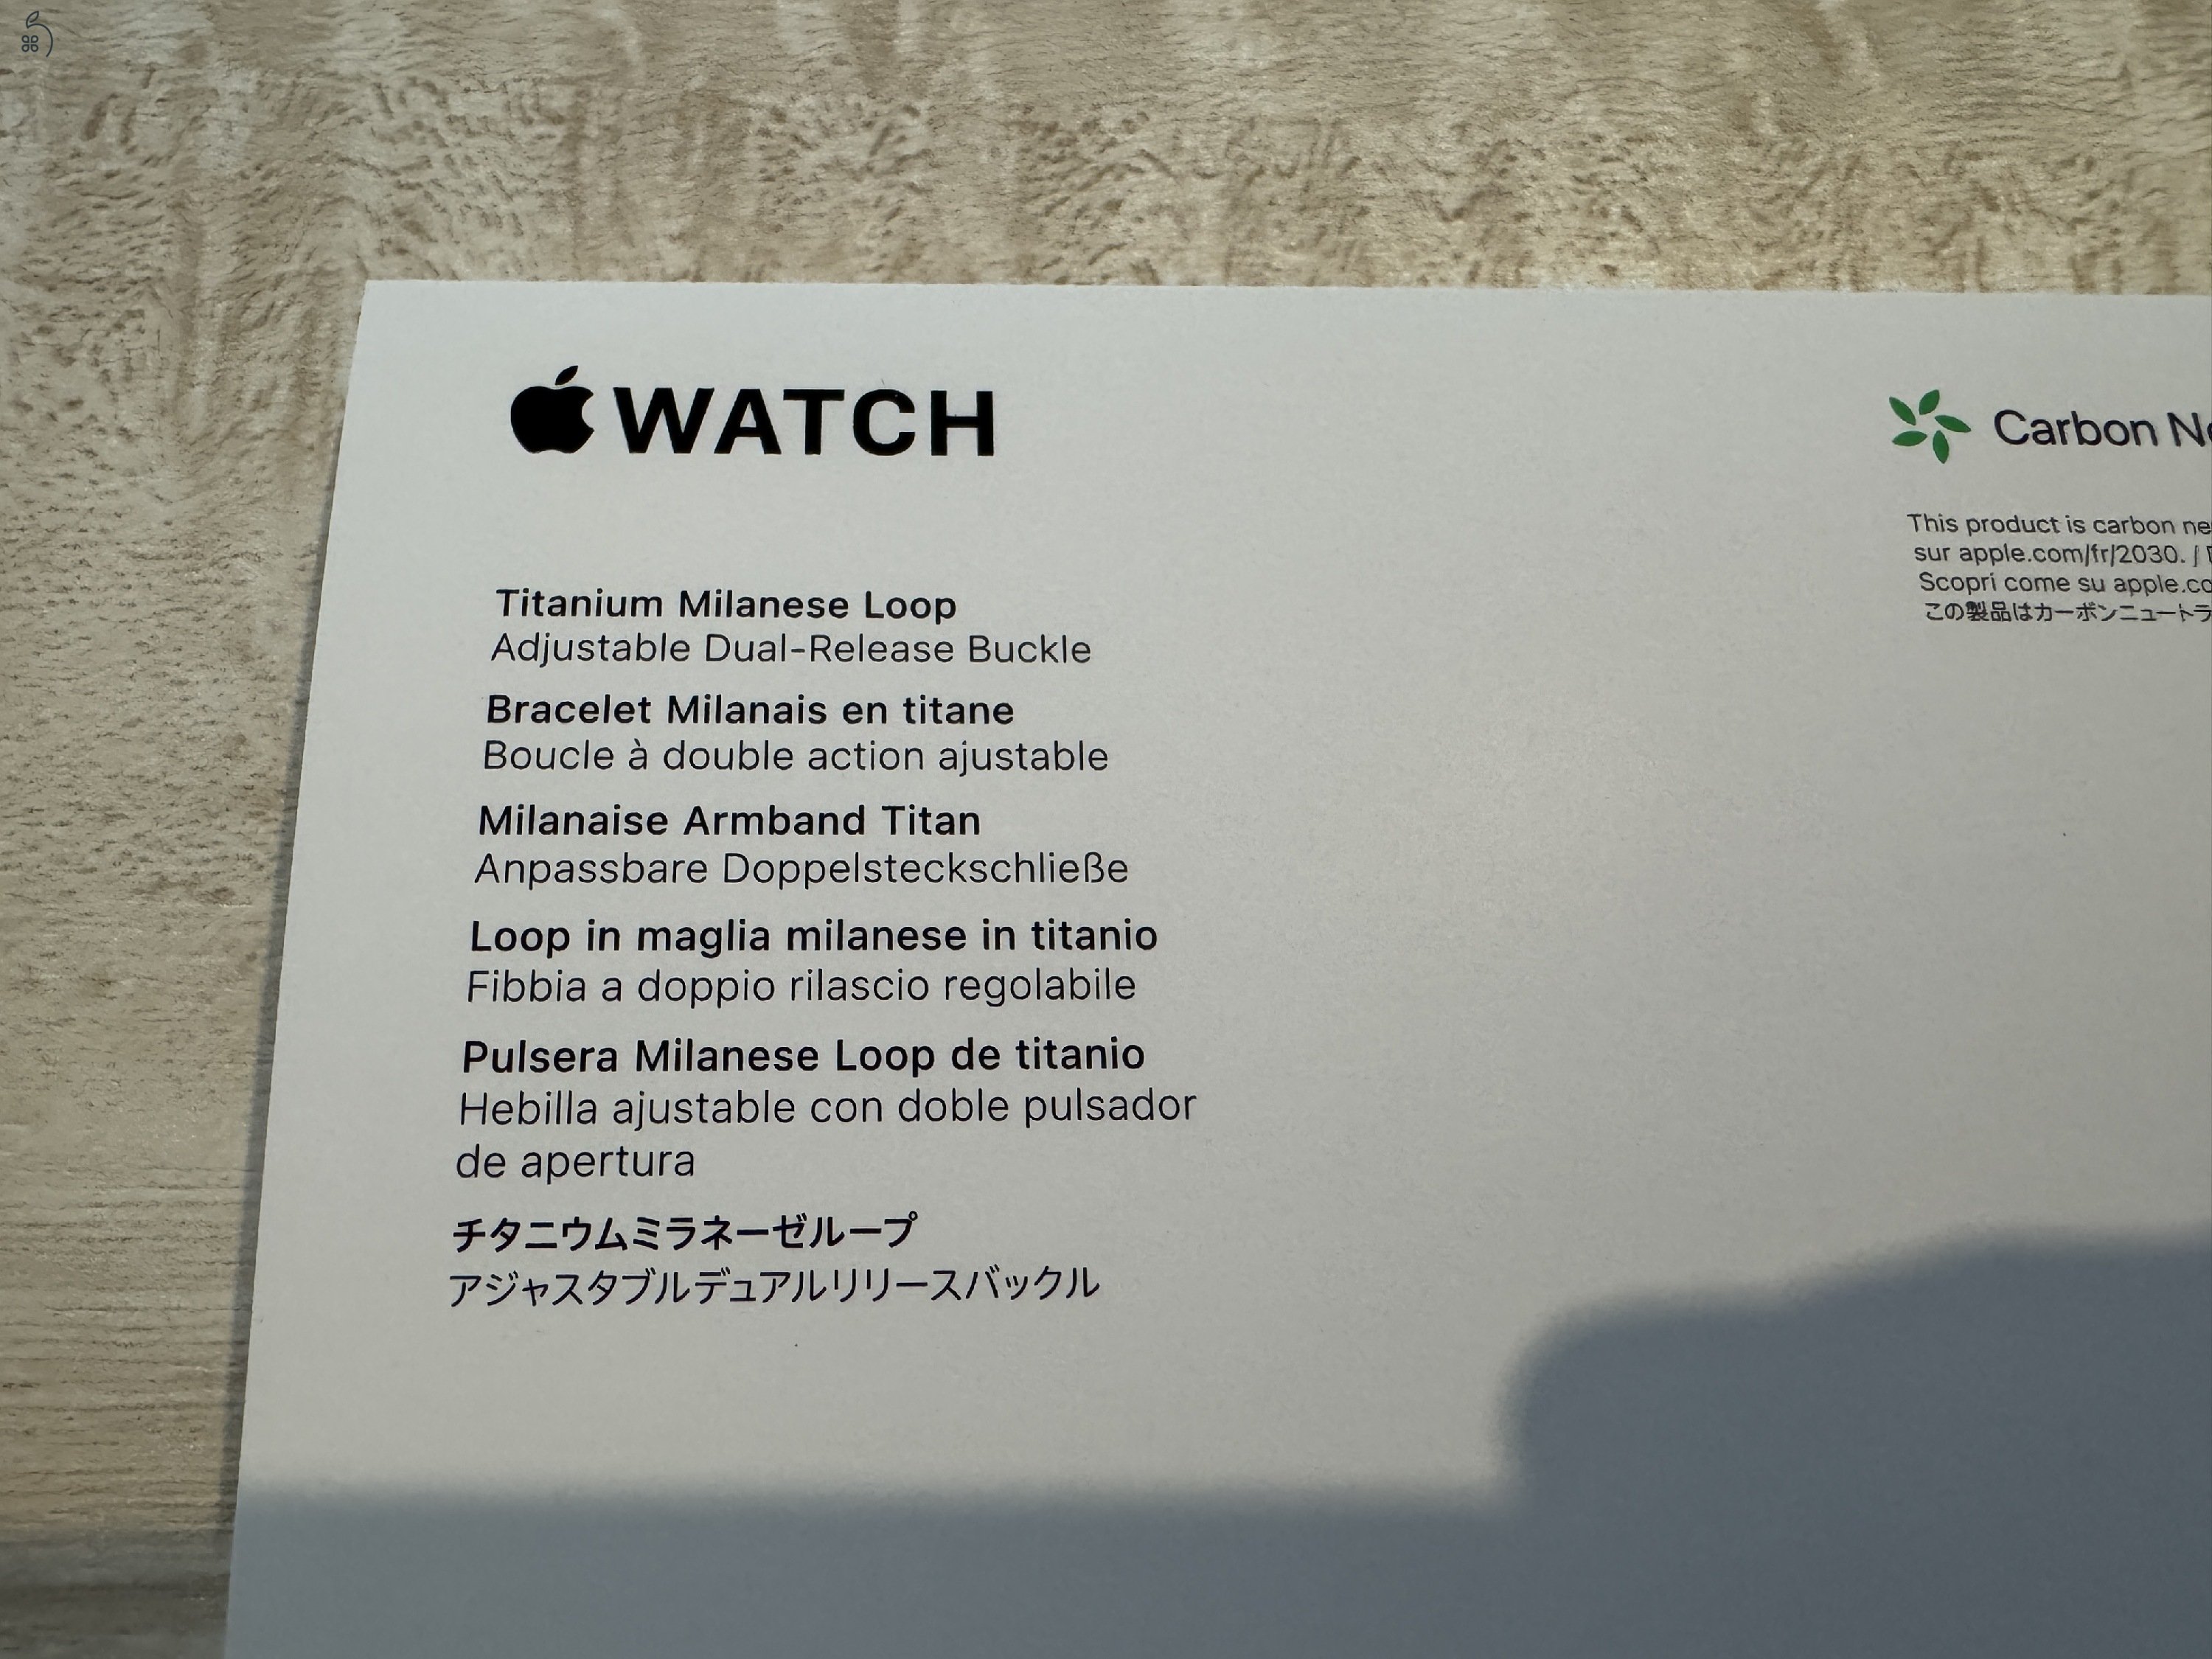 WATCH
Titanium Milanese Loop
Adjustable Dual-Release Buckle
Bracelet Milanais en titane
Boucle à double action ajustable
Milanaise Armband Titan
Anpassbare Doppelsteckschließe
Loop in maglia milanese in titanio
Fibbia a doppio rilascio regolabile
Pulsera Milanese Loop de titanio
Hebilla ajustable con doble pulsador
de apertura
チタニウムミラネーゼループ
アジャスタブルデュアルリリースバックル
Carbon
This product is carbon
sur apple.com/fr/2030. /
Scopri come su
この製品はカーボンニュートラ